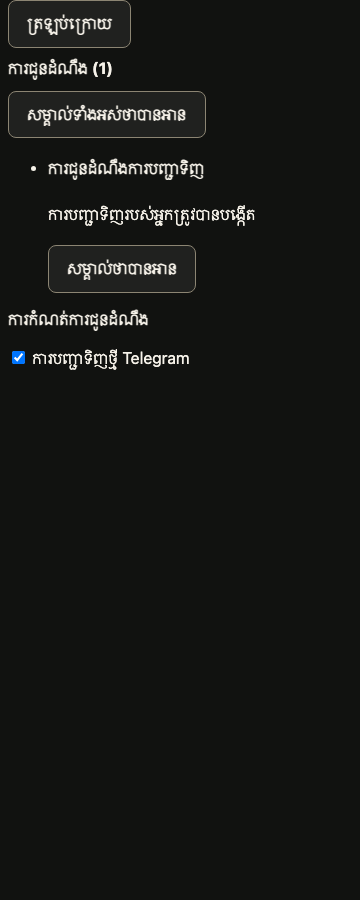 ត្រឡប់ក្រោយ
ការជូនដំណឹង (1)
សម្គាល់ទាំងអស់ថាបានអាន
ការជូនដំណឹងការបញ្ជាទិញ
ការបញ្ជាទិញរបស់អ្នកត្រូវបានបង្កើត
សម្គាល់ថាបានអាន
ការកំណត់ការជូនដំណឹង
ការបញ្ជាទិញថ្មី Telegram